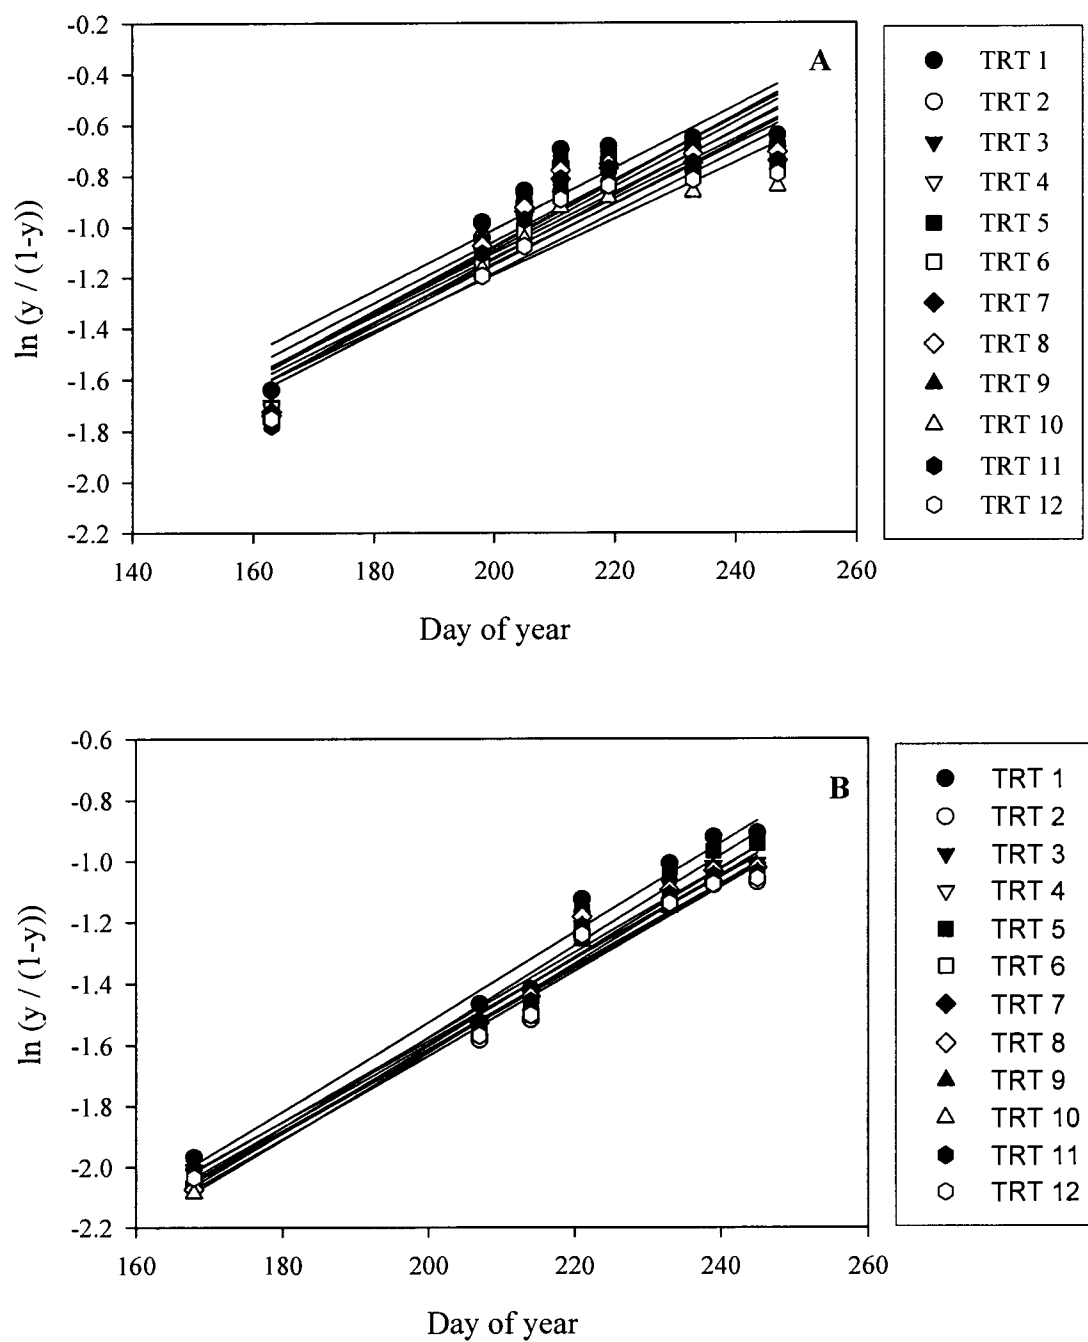 -0.2
-0.4
-0.6
-0.8
-1.0
-1.2
-1.4
-1.6
-1.8
-2.0
-2.2
ln (y / (1-y))
A
140 160 180 200 220 240 260
Day of year
TRT 1
TRT 2
TRT 3
TRT 4
TRT 5
TRT 6
TRT 7
TRT 8
TRT 9
TRT 10
TRT 11
TRT 12
-0.6
-0.8
-1.0
-1.2
-1.4
-1.6
-1.8
-2.0
-2.2
ln (y / (1-y))
B
160 180 200 220 240 260
Day of year
TRT 1
TRT 2
TRT 3
TRT 4
TRT 5
TRT 6
TRT 7
TRT 8
TRT 9
TRT 10
TRT 11
TRT 12